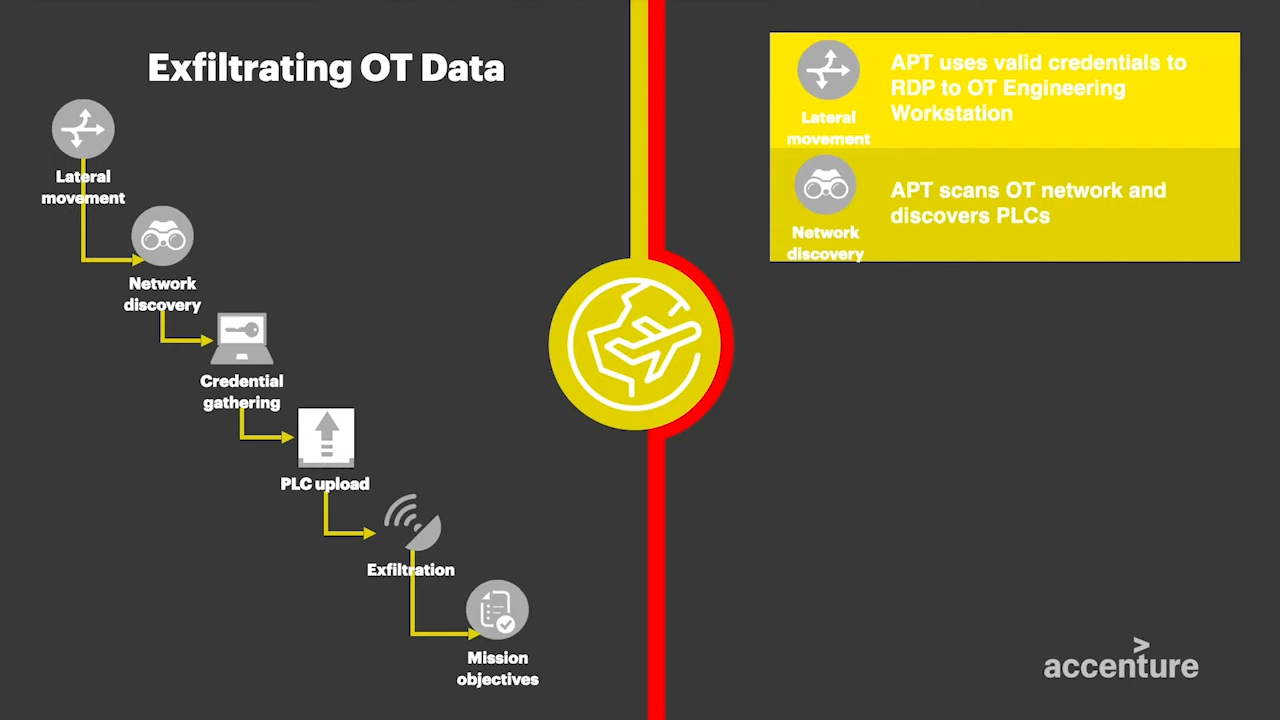 Exfiltrating OT Data
Lateral
movement
Network
discovery
Credential
gathering
PLC upload
Exfiltration
Mission
objectives
Lateral
movement
APT uses valid credentials to
RDP to OT Engineering
Workstation
Network
discovery
APT scans OT network and
discovers PLCs
accenture